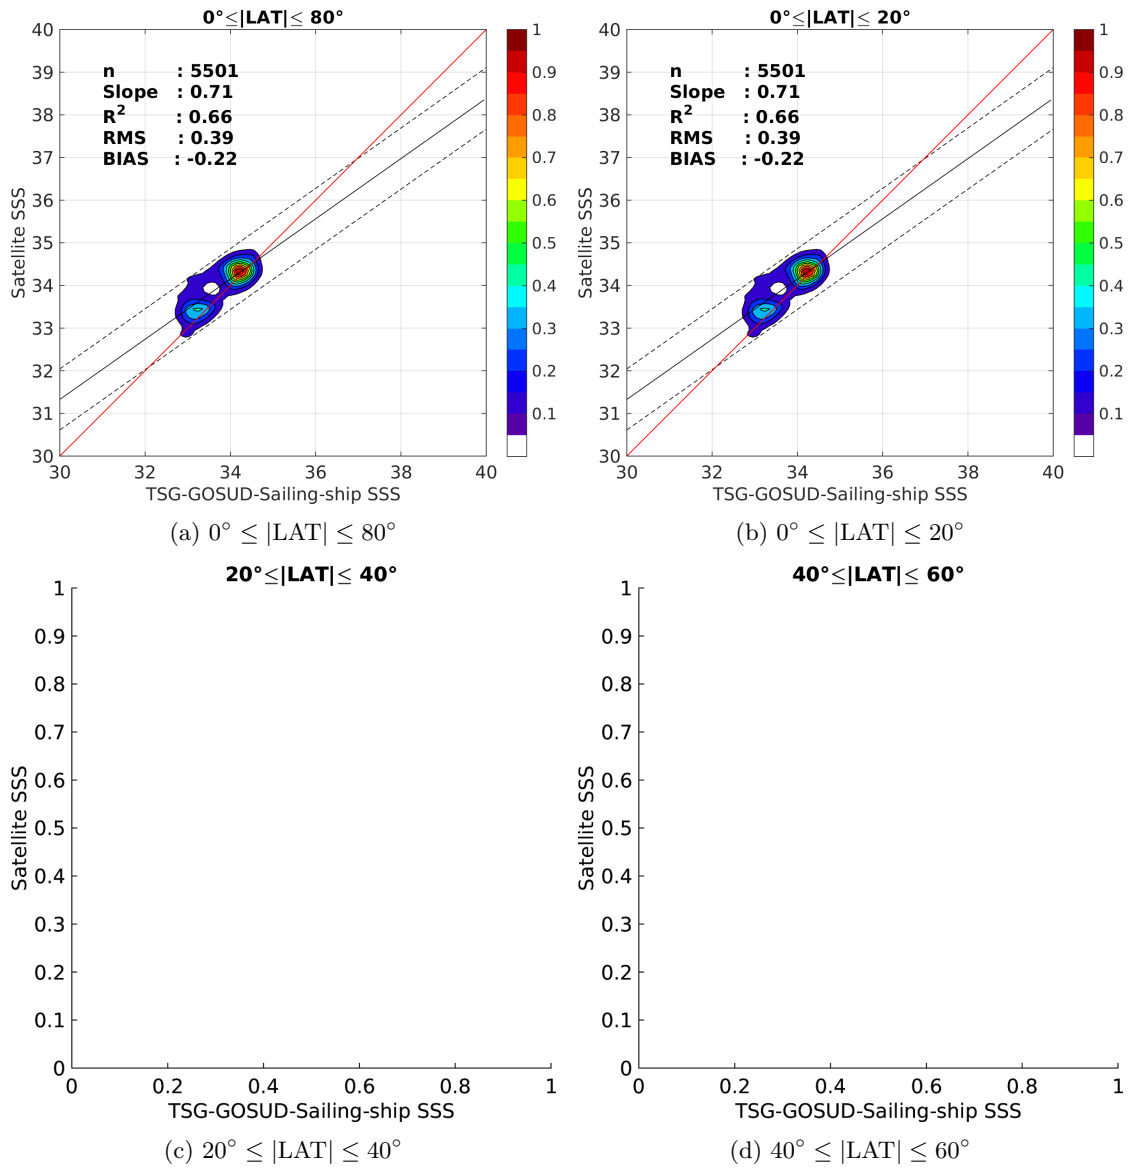 0°≤|LAT|≤ 80°
40
39
38
37
36
35
34
33
32
31
30
Satellite SSS
n : 5501
Slope : 0.71
R² : 0.66
RMS : 0.39
BIAS : -0.22
30 32 34 36 38 40
TSG-GOSUD-Sailing-ship SSS
1
0.9
0.8
0.7
0.6
0.5
0.4
0.3
0.2
0.1
(a) 0° ≤ |LAT| ≤ 80°
0°≤|LAT|≤ 20°
40
39
38
37
36
35
34
33
32
31
30
Satellite SSS
n : 5501
Slope : 0.71
R² : 0.66
RMS : 0.39
BIAS : -0.22
30 32 34 36 38 40
TSG-GOSUD-Sailing-ship SSS
1
0.9
0.8
0.7
0.6
0.5
0.4
0.3
0.2
0.1
(b) 0° ≤ |LAT| ≤ 20°
20°≤|LAT|≤ 40°
1
0.9
0.8
0.7
0.6
0.5
0.4
0.3
0.2
0.1
0
Satellite SSS
0 0.2 0.4 0.6 0.8 1
TSG-GOSUD-Sailing-ship SSS
(c) 20° ≤ |LAT| ≤ 40°
40°≤|LAT|≤ 60°
1
0.9
0.8
0.7
0.6
0.5
0.4
0.3
0.2
0.1
0
Satellite SSS
0 0.2 0.4 0.6 0.8 1
TSG-GOSUD-Sailing-ship SSS
(d) 40° ≤ |LAT| ≤ 60°